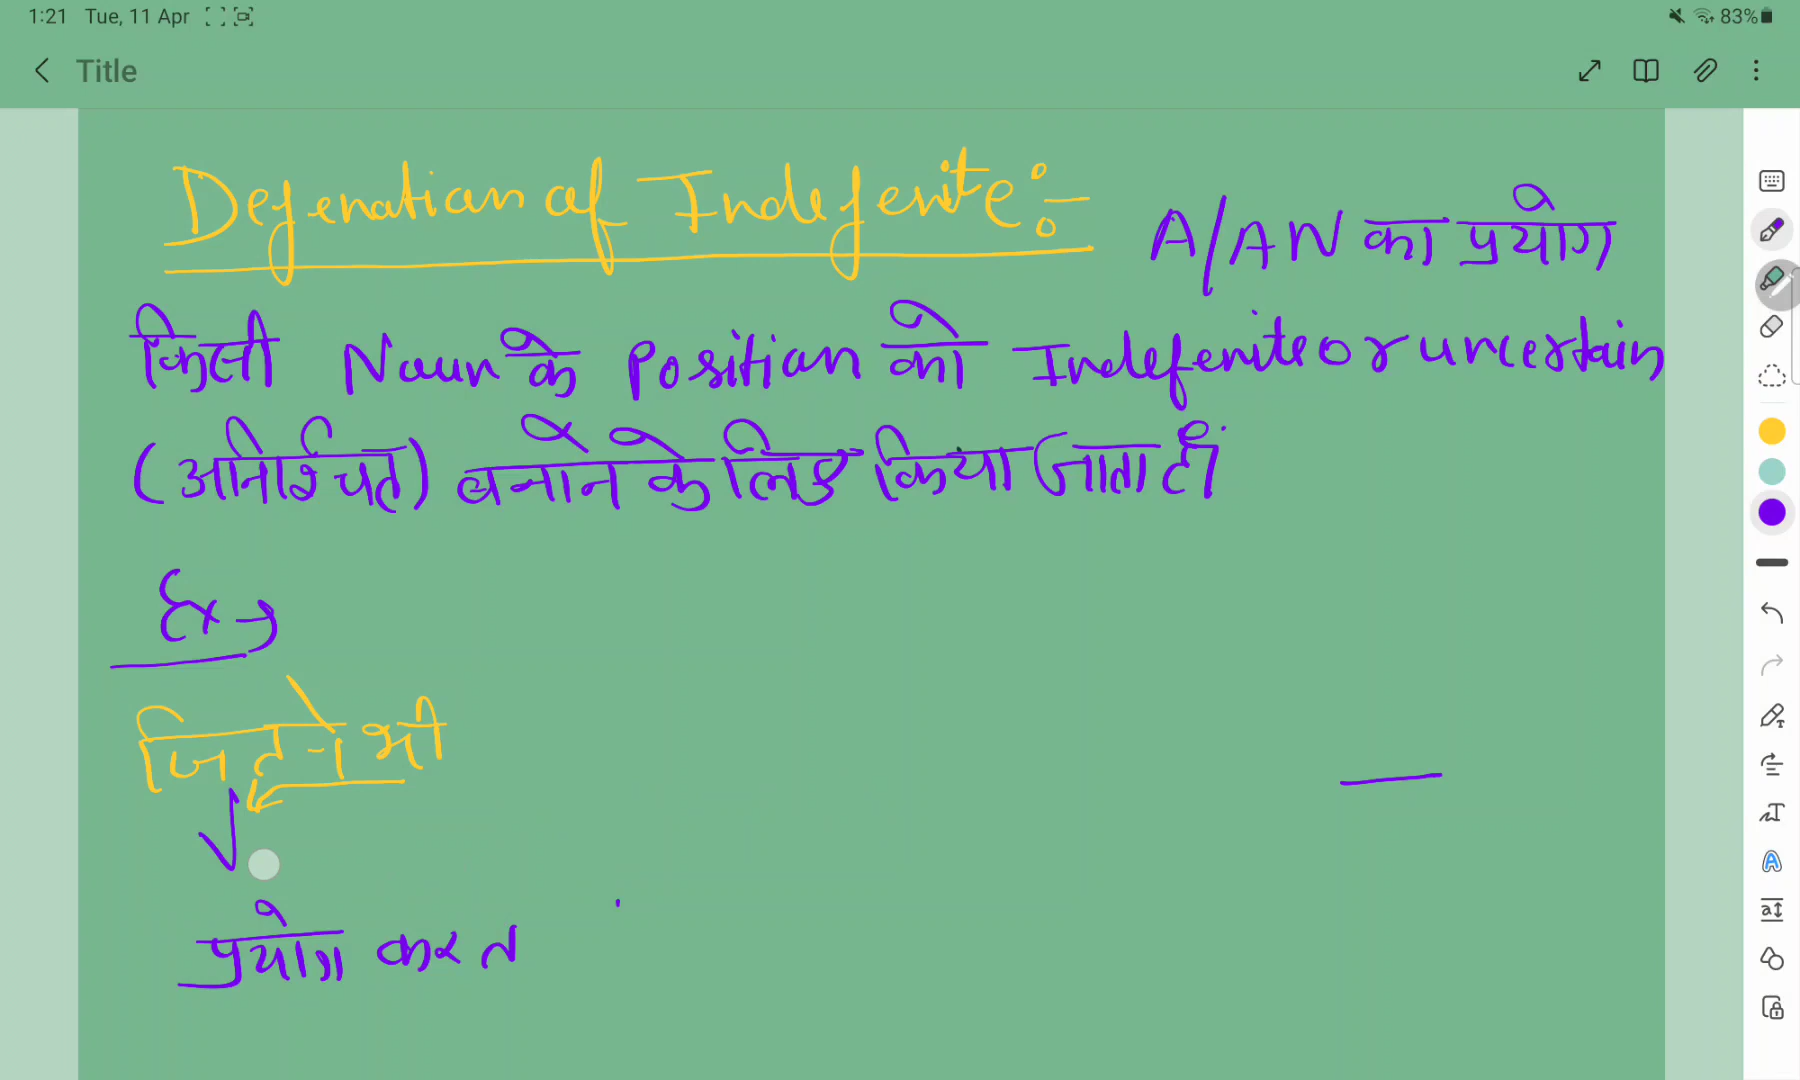 1:21 Tue, 11 Apr 83%
Title
Defenation of Indefenite:-
A/AN का प्रयोग
किसी Noun के Position को Indefenite or uncertain
(अनिश्चित) बनाने के लिए किया जाता है
Ex →
जितना भी
प्रयोग करन